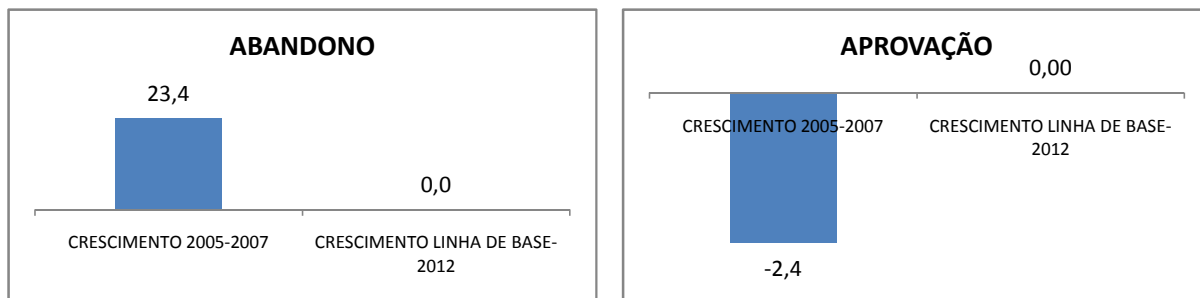 ABANDONO
23,4
0,0
CRESCIMENTO 2005-2007
CRESCIMENTO LINHA DE BASE-
2012
APROVAÇÃO
0,00
CRESCIMENTO 2005-2007
CRESCIMENTO LINHA DE BASE-
2012
-2,4